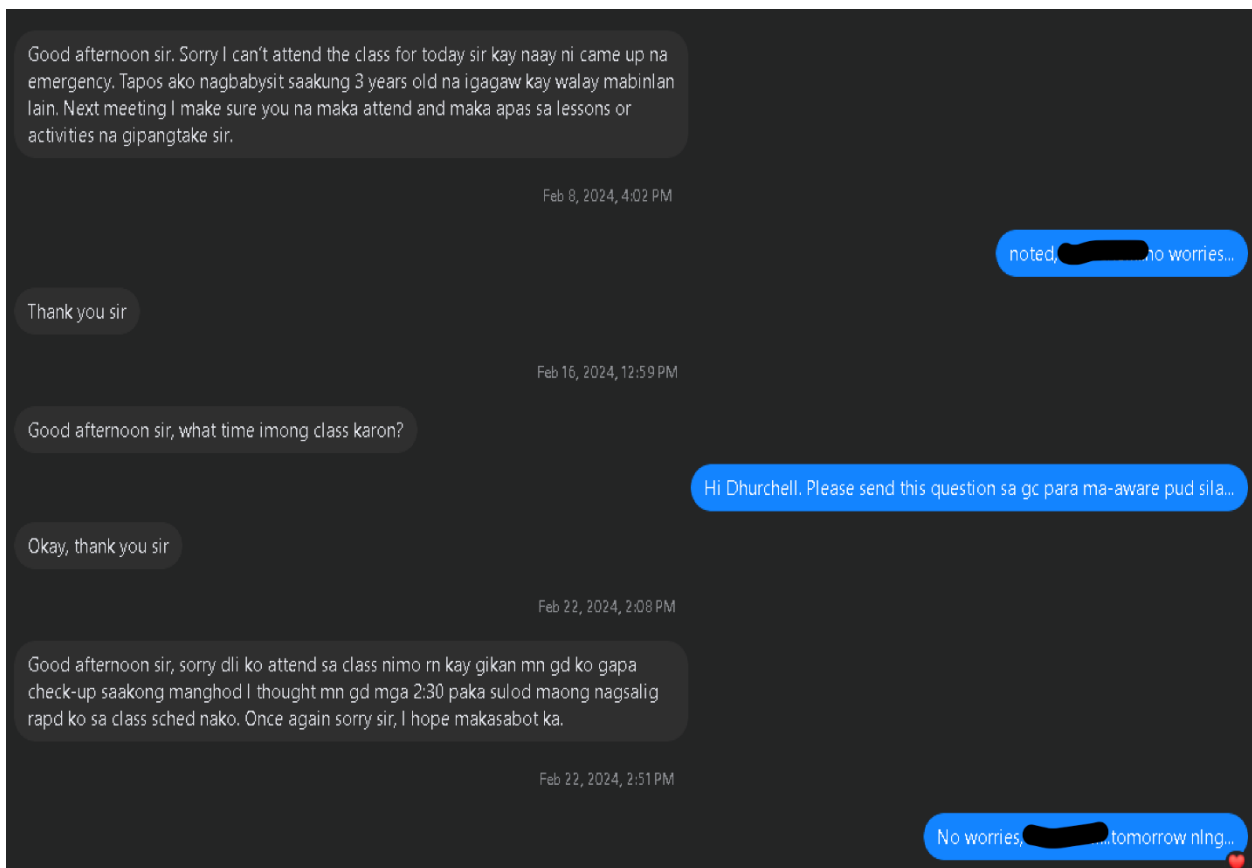 Good afternoon sir. Sorry I can't attend the class for today sir kay naay ni came up na
emergency. Tapos ako nagbabysit saakung 3 years old na igagaw kay walay mabinlan
lain. Next meeting I make sure you na maka attend and maka apas sa lessons or
activities na gipangtake sir.
Feb 8, 2024, 4:02 PM
noted, no worries...
Thank you sir
Feb 16, 2024, 12:59 PM
Good afternoon sir, what time imong class karon?
Hi Dhurchell. Please send this question sa gc para ma-aware pud sila...
Okay, thank you sir
Feb 22, 2024, 2:08 PM
Good afternoon sir, sorry dli ko attend sa class nimo rn kay gikan mn gd ko gapa
check-up saakong manghod I thought mn gd mga 2:30 paka sulod maong nagsalig
rapd ko sa class sched nako. Once again sorry sir, I hope makasabot ka.
Feb 22, 2024, 2:51 PM
No worries, ...tomorrow nlng...